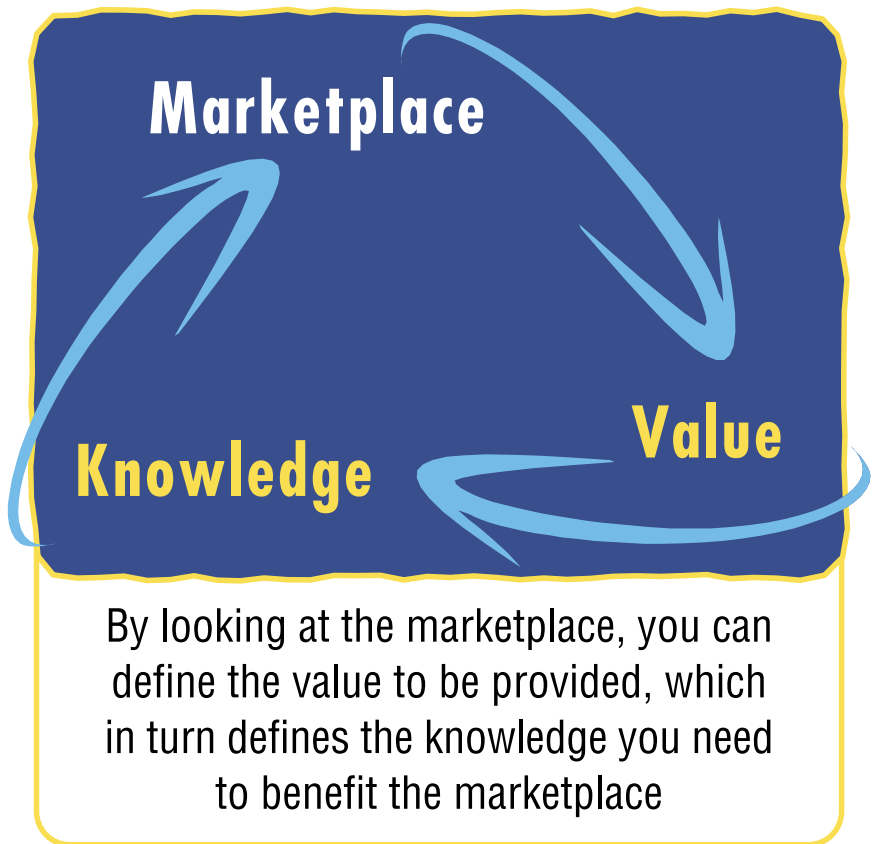 Marketplace
Value
Knowledge
By looking at the marketplace, you can
define the value to be provided, which
in turn defines the knowledge you need
to benefit the marketplace